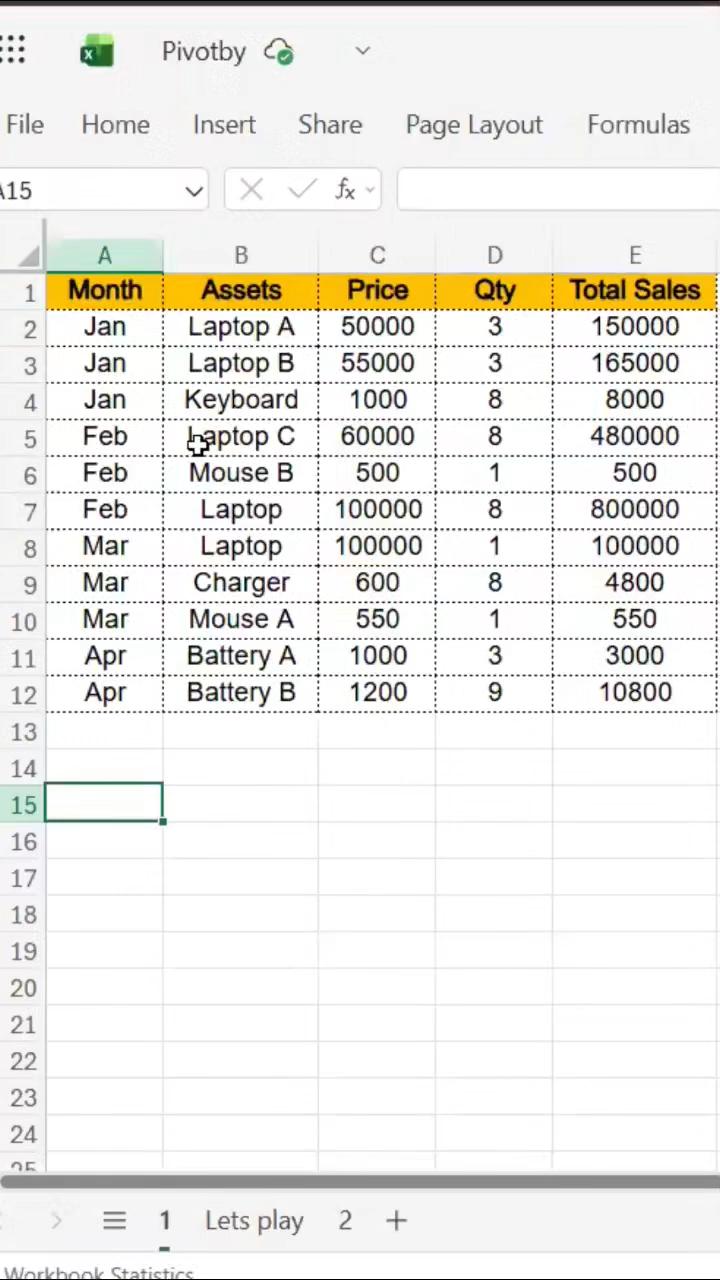 Pivotby
File Home Insert Share Page Layout Formulas
A15 fx
A B C D E
1 Month Assets Price Qty Total Sales
2 Jan Laptop A 50000 3 150000
3 Jan Laptop B 55000 3 165000
4 Jan Keyboard 1000 8 8000
5 Feb Laptop C 60000 8 480000
6 Feb Mouse B 500 1 500
7 Feb Laptop 100000 8 800000
8 Mar Laptop 100000 1 100000
9 Mar Charger 600 8 4800
10 Mar Mouse A 550 1 550
11 Apr Battery A 1000 3 3000
12 Apr Battery B 1200 9 10800
13
14
15
16
17
18
19
20
21
22
23
24
25
1 Lets play 2
Workbook Statistics